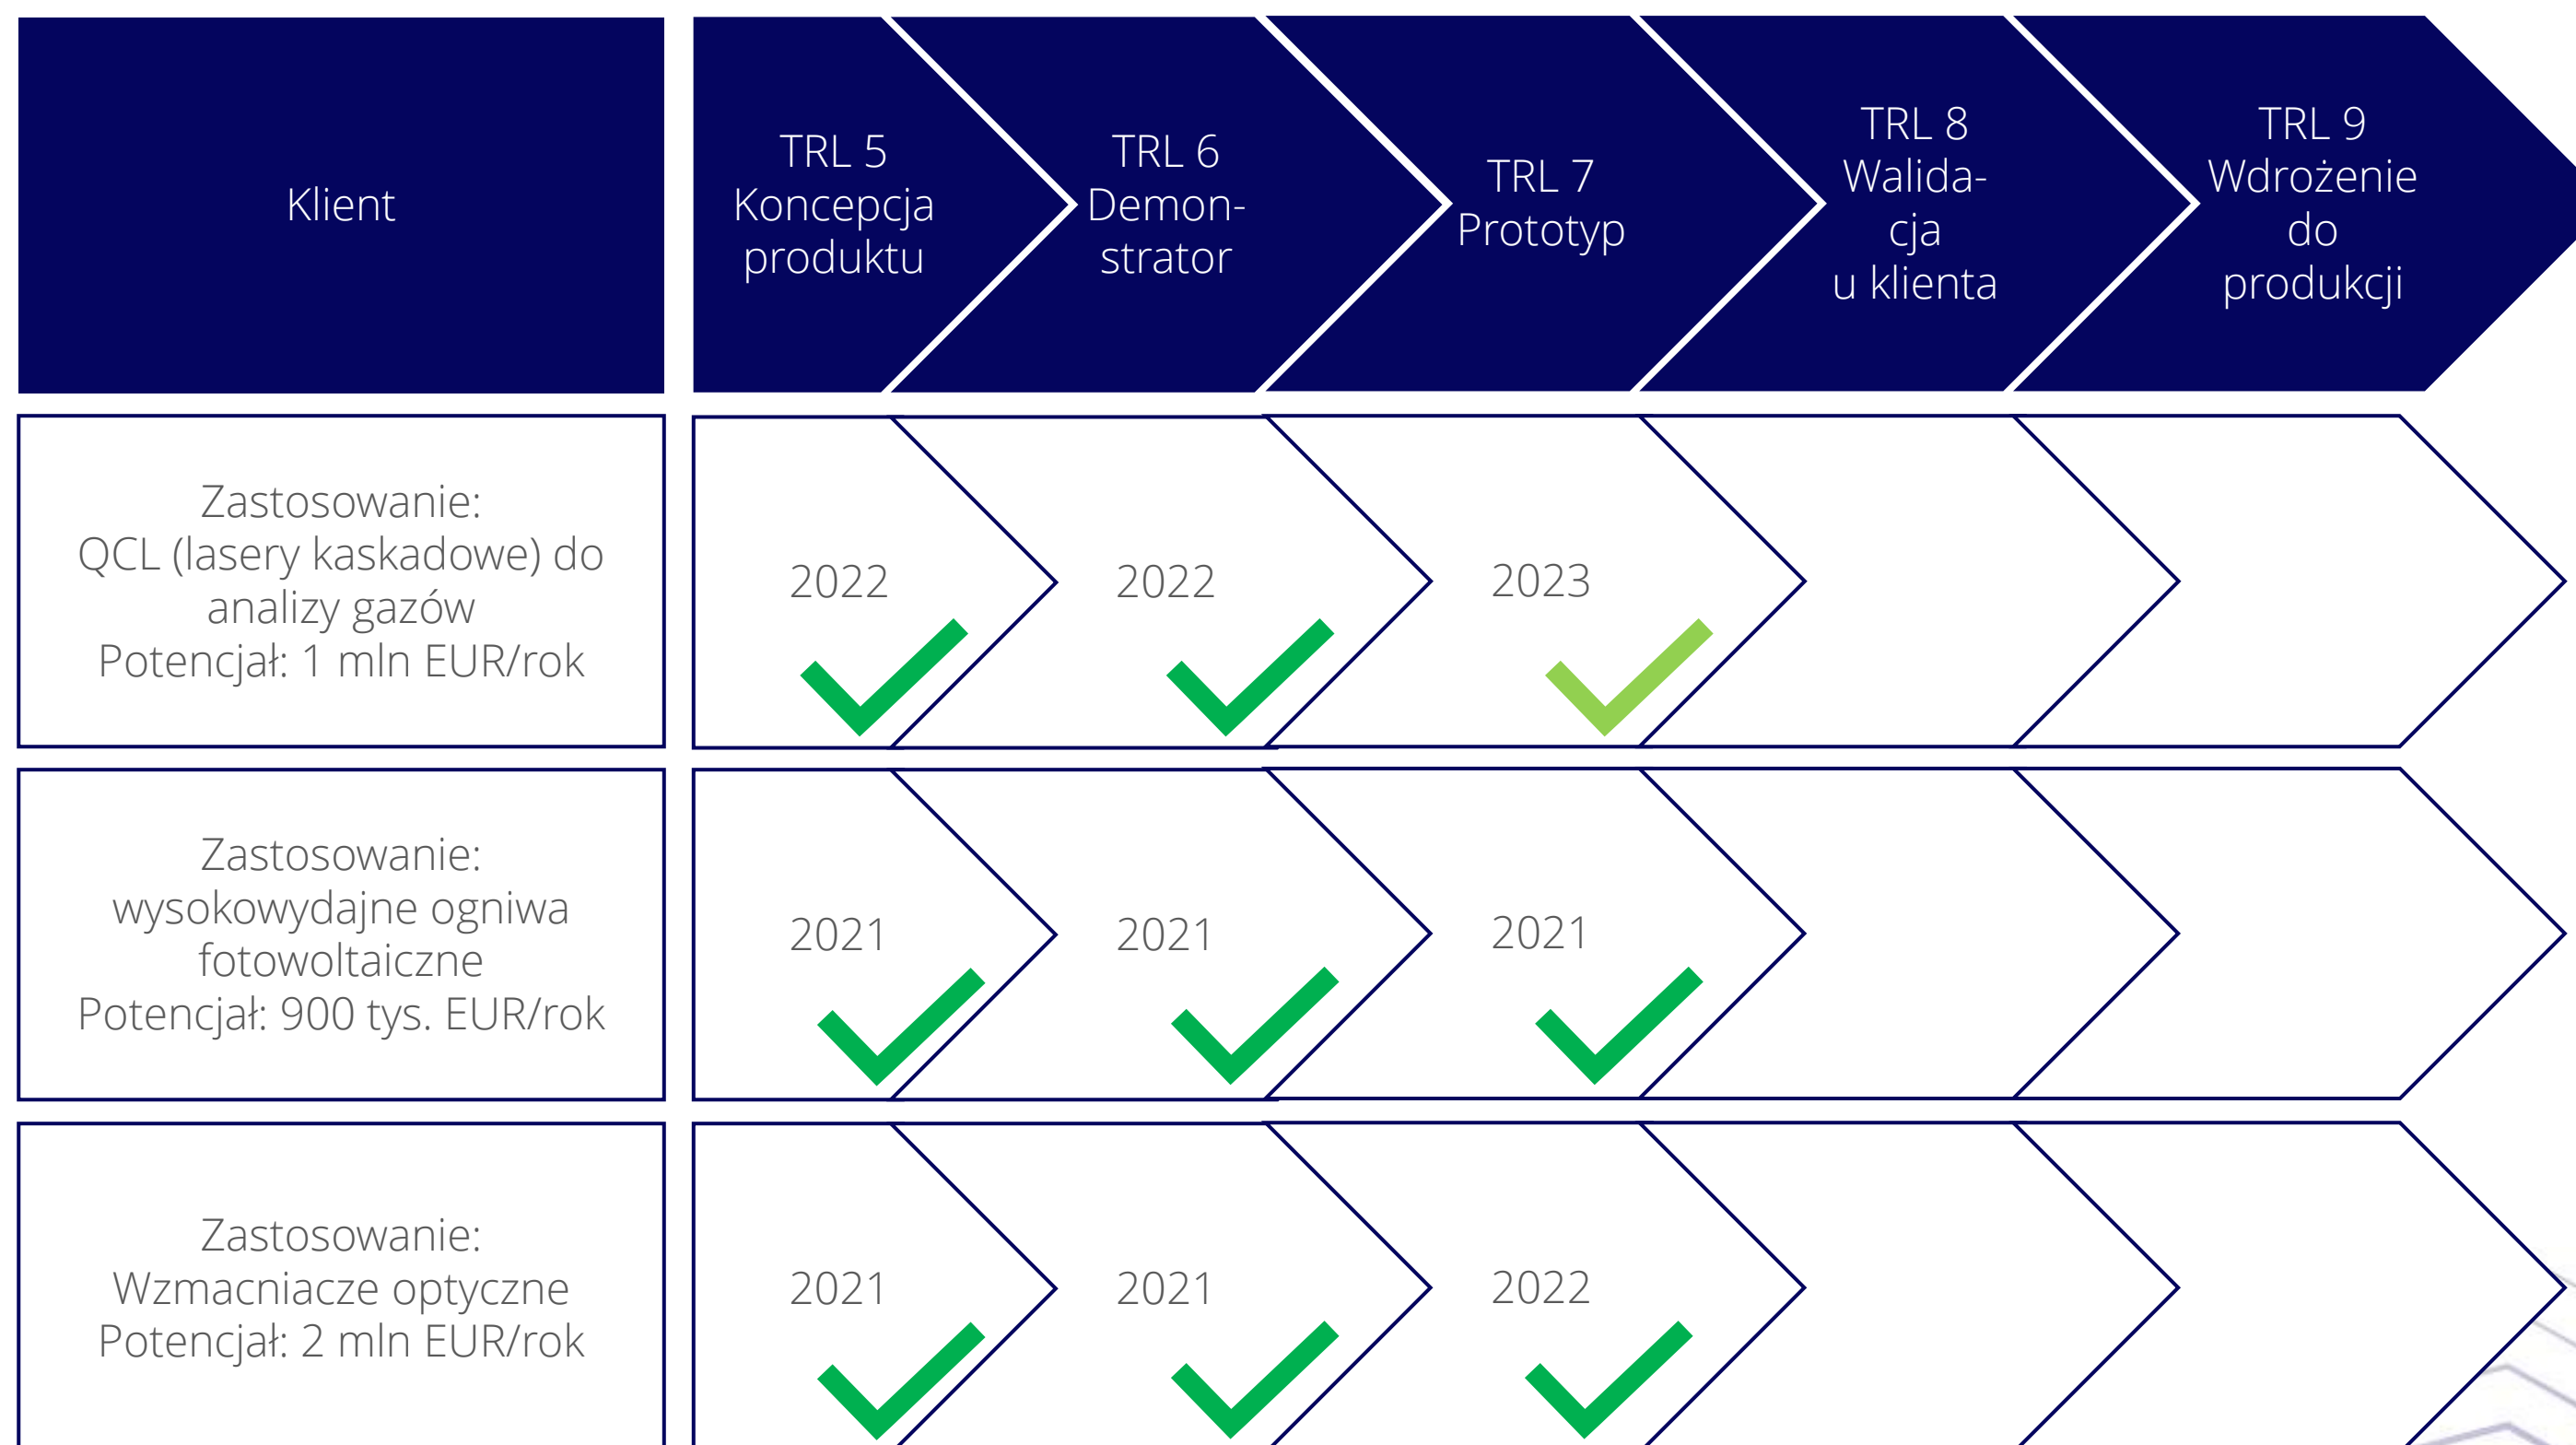 Klient
TRL 5
Koncepcja
produktu
TRL 6
Demon-
strator
TRL 7
Prototyp
TRL 8
Walida-
cja
u klienta
TRL 9
Wdrożenie
do
produkcji
Zastosowanie:
QCL (lasery kaskadowe) do
analizy gazów
Potencjał: 1 mln EUR/rok
2022
2022
2023
Zastosowanie:
wysokowydajne ogniwa
fotowoltaiczne
Potencjał: 900 tys. EUR/rok
2021
2021
2021
Zastosowanie:
Wzmacniacze optyczne
Potencjał: 2 mln EUR/rok
2021
2021
2022